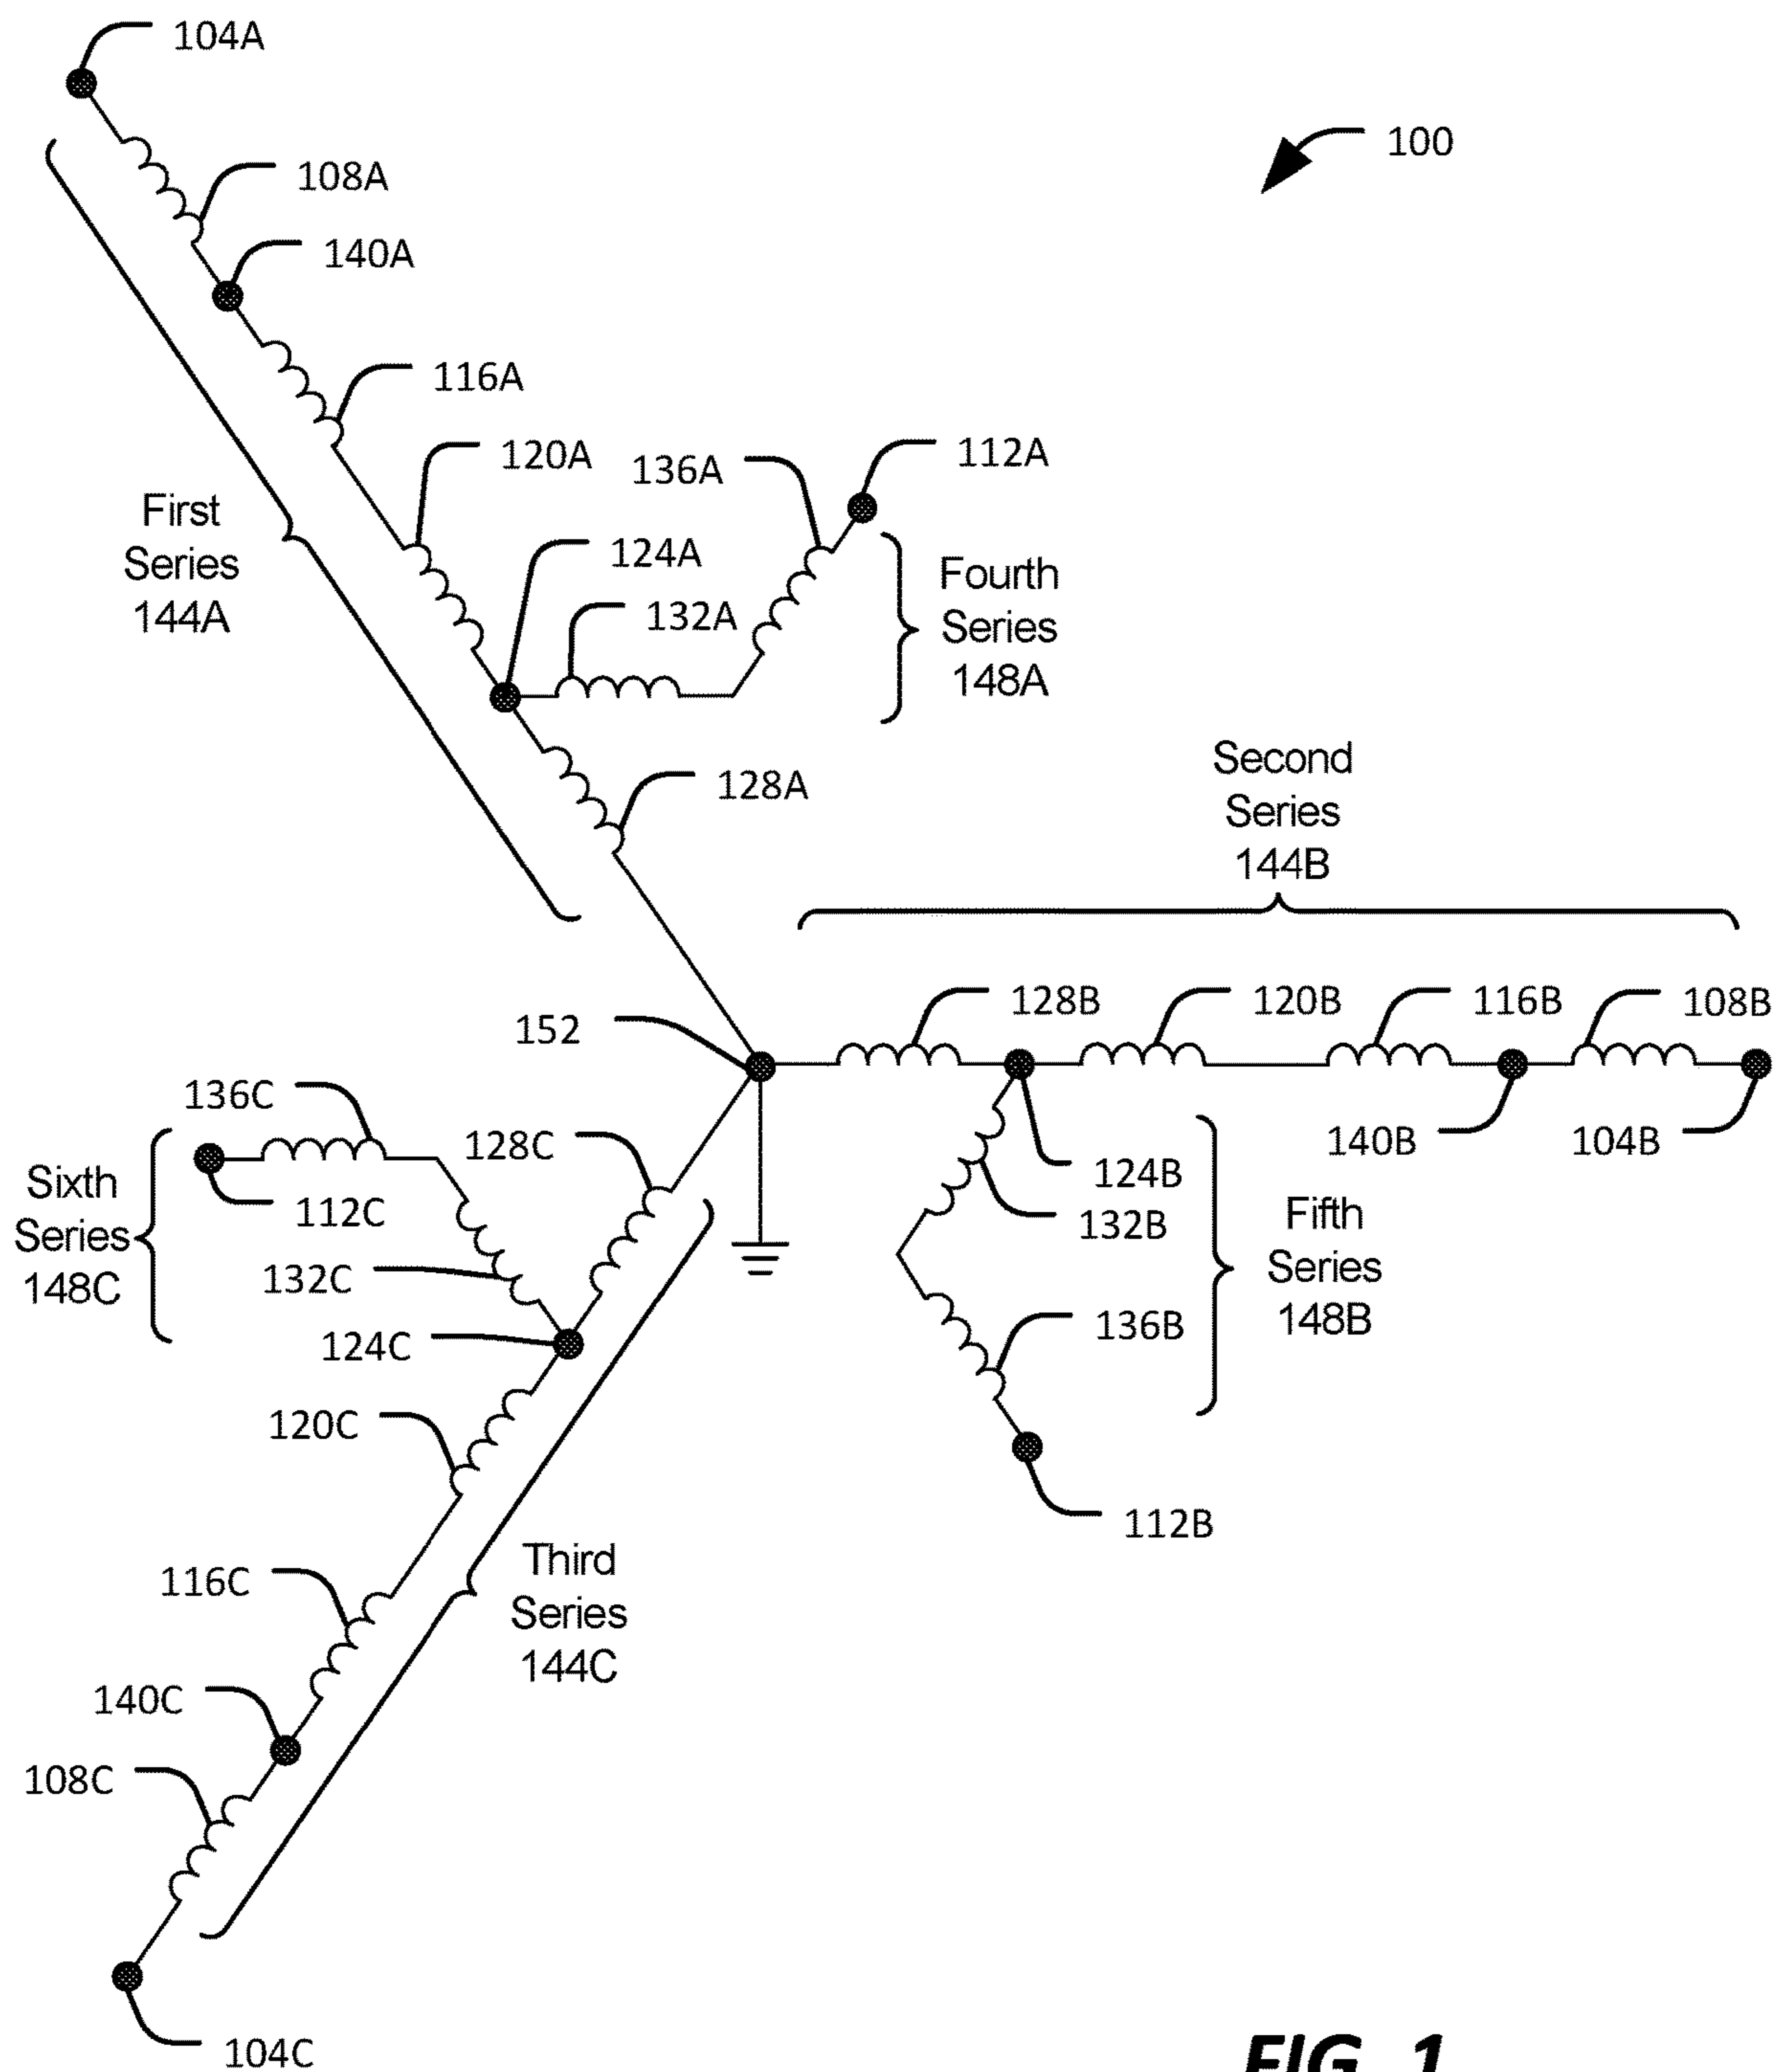 104A
100
108A
140A
116A
120A
136A
112A
First
Series
144A
124A
132A
Fourth
Series
148A
128A
Second
Series
144B
152
128B
120B
116B
108B
136C
128C
140B
104B
Sixth
Series
148C
112C
124B
132B
Fifth
Series
148B
132C
124C
136B
120C
112B
116C
Third
Series
144C
140C
108C
104C
FIG. 1